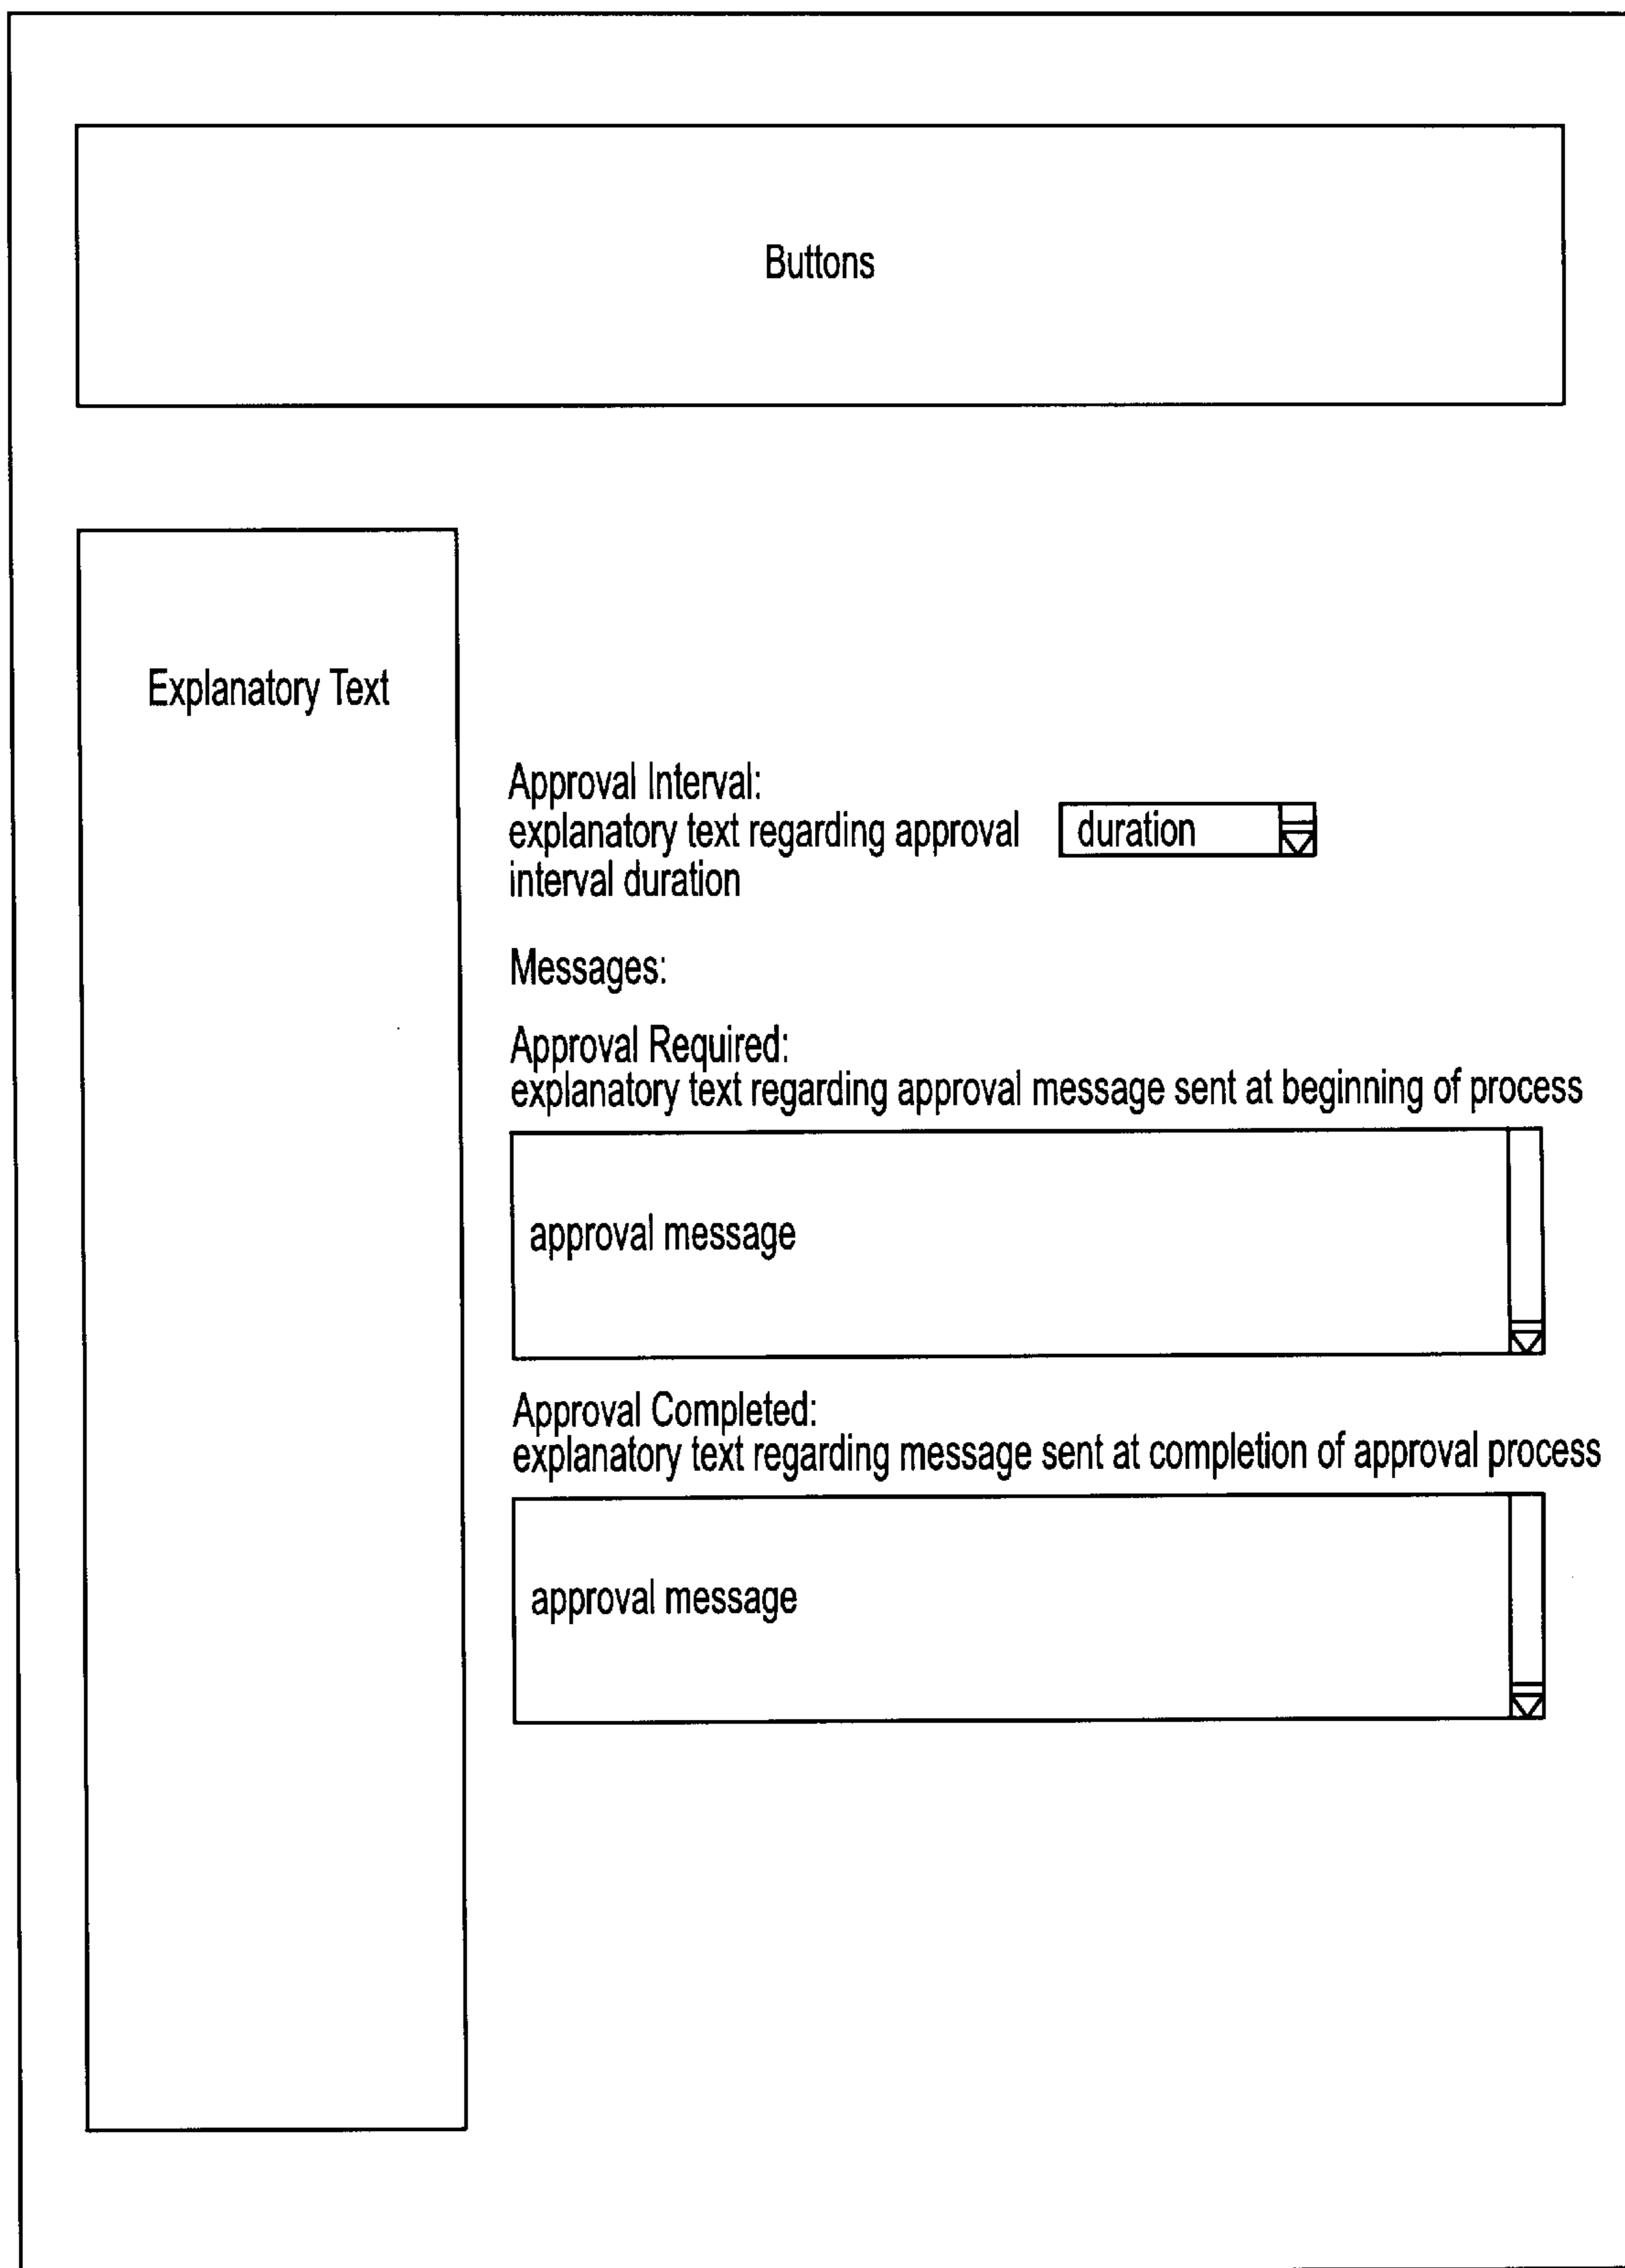 Buttons
Explanatory Text
Approval Interval:
explanatory text regarding approval
interval duration
duration
Messages:
Approval Required:
explanatory text regarding approval message sent at beginning of process
approval message
Approval Completed:
explanatory text regarding message sent at completion of approval process
approval message